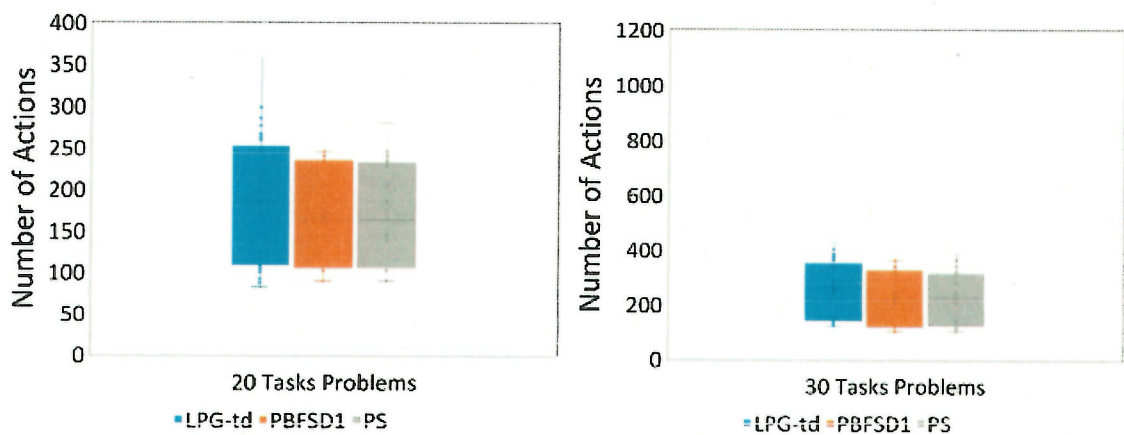 400
350
300
250
200
150
100
50
0
Number of Actions
20 Tasks Problems
LPG-td PBFSD1 PS
1200
1000
800
600
400
200
0
Number of Actions
30 Tasks Problems
LPG-td PBFSD1 PS